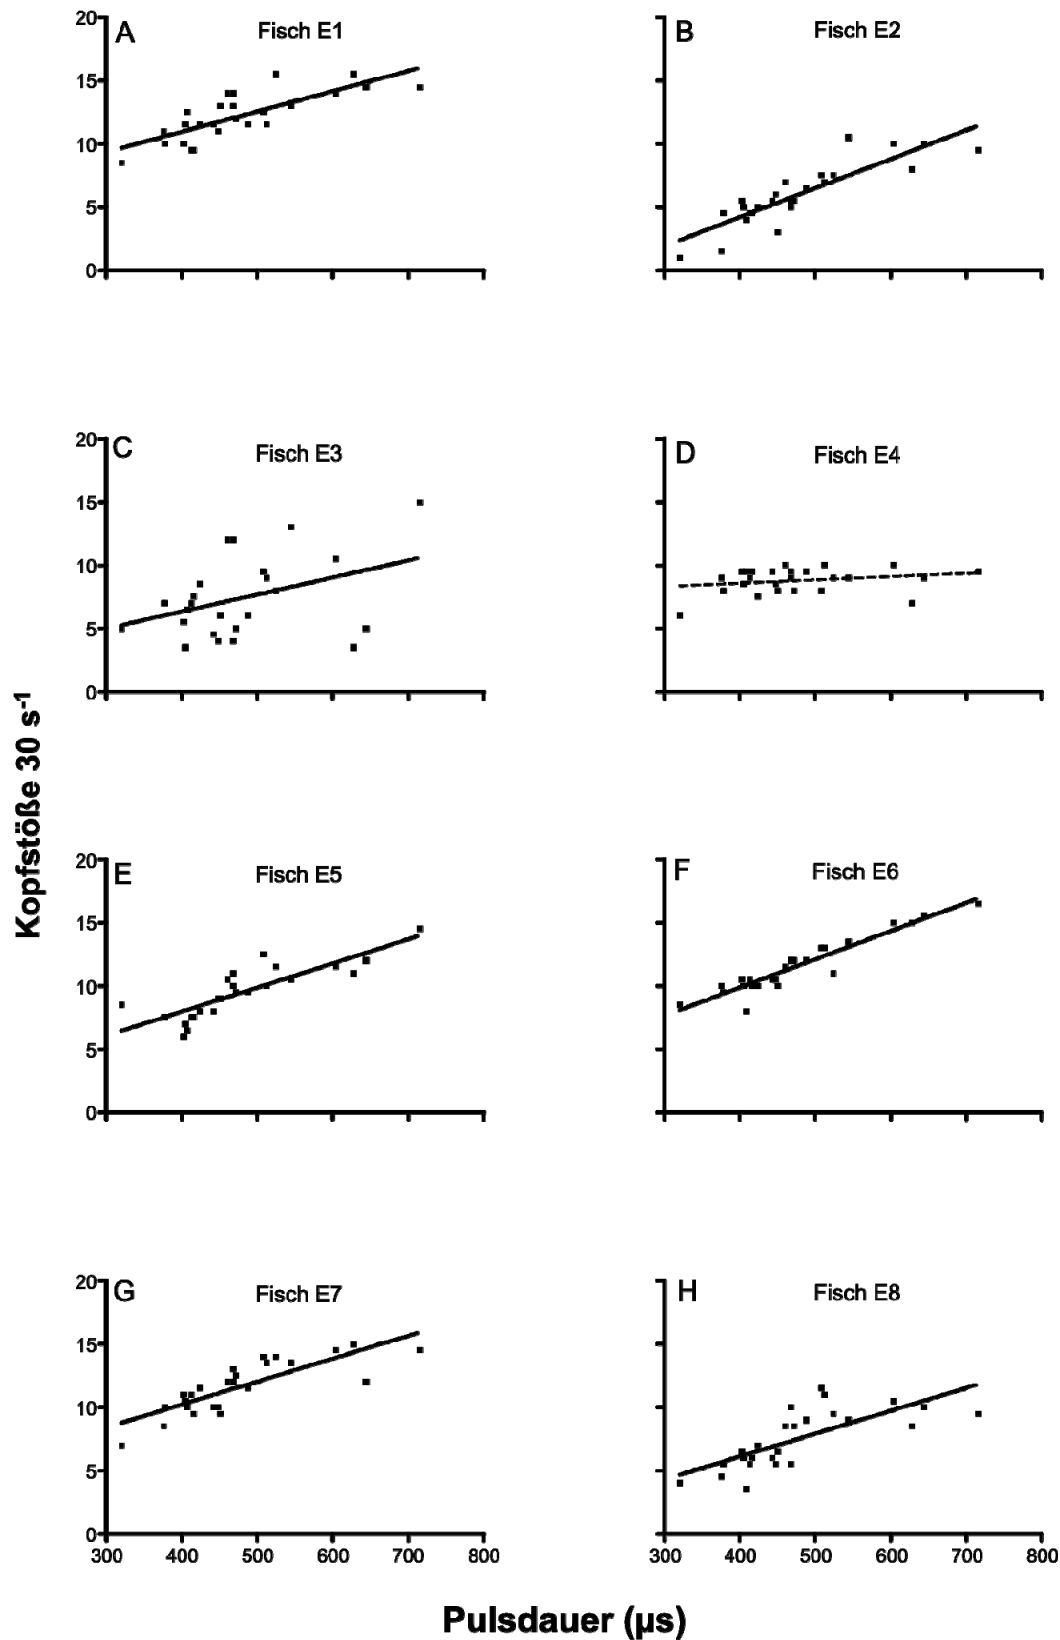 A Fisch E1
B Fisch E2
20
15
10
5
0
C Fisch E3
D Fisch E4
20
15
10
5
0
Kopfstöße 30 s⁻¹
E Fisch E5
F Fisch E6
20
15
10
5
0
G Fisch E7
H Fisch E8
20
15
10
5
0
300 400 500 600 700 800
300 400 500 600 700 800
Pulsdauer (µs)